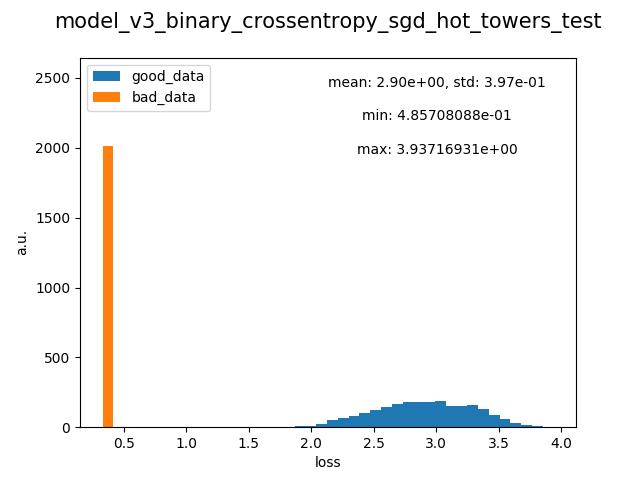 model_v3_binary_crossentropy_sgd_hot_towers_test
good_data
bad_data
mean: 2.90e+00, std: 3.97e-01
min: 4.85708088e-01
max: 3.93716931e+00
2500
2000
1500
1000
500
0
a.u.
0.5 1.0 1.5 2.0 2.5 3.0 3.5 4.0
loss